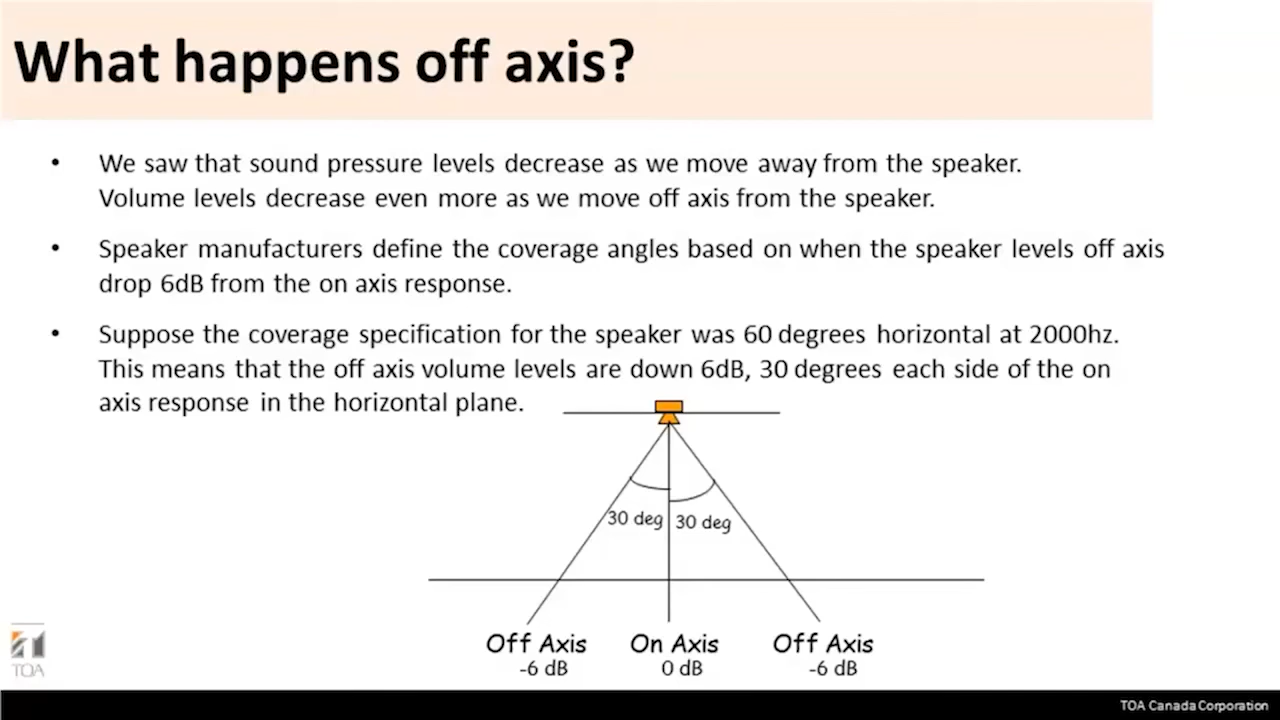 What happens off axis?
• We saw that sound pressure levels decrease as we move away from the speaker.
Volume levels decrease even more as we move off axis from the speaker.
• Speaker manufacturers define the coverage angles based on when the speaker levels off axis
drop 6dB from the on axis response.
• Suppose the coverage specification for the speaker was 60 degrees horizontal at 2000hz.
This means that the off axis volume levels are down 6dB, 30 degrees each side of the on
axis response in the horizontal plane.
30 deg 30 deg
Off Axis On Axis Off Axis
-6 dB 0 dB -6 dB
TOA
TOA Canada Corporation